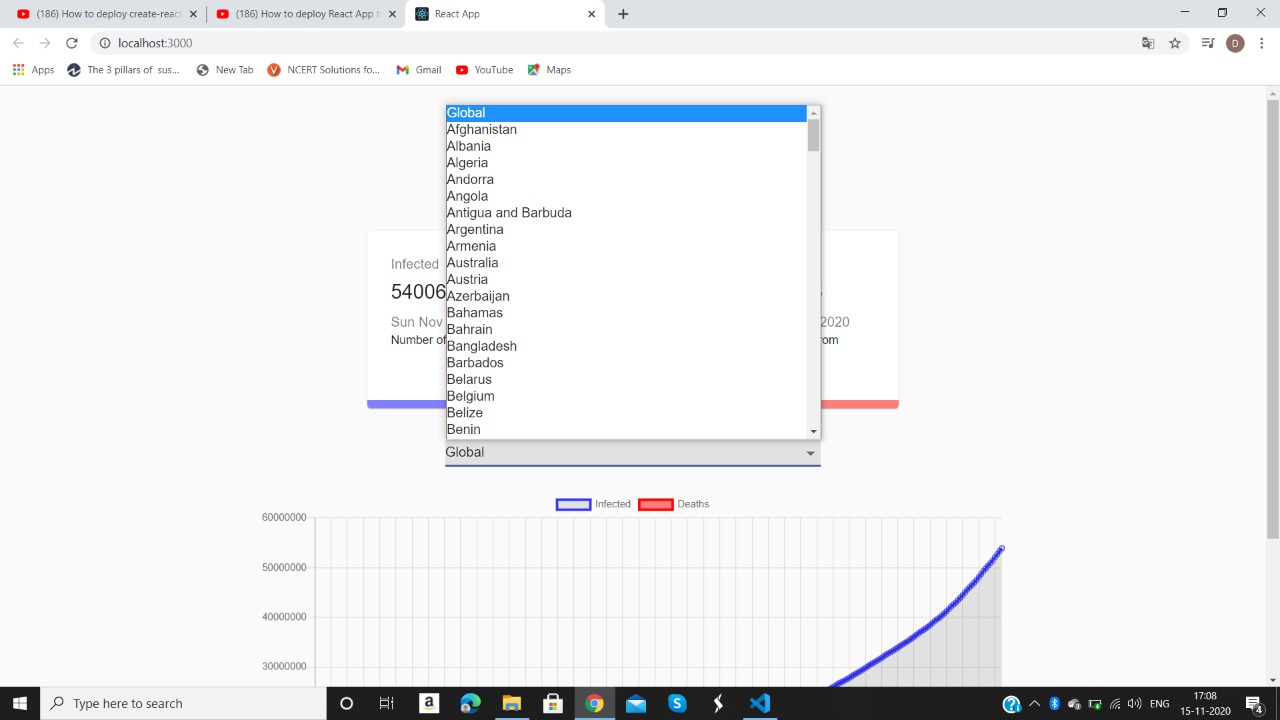 (186) How to deploy create-react
(186) How to deploy React App t
React App
localhost:3000
D
Apps
The 3 pillars of sus...
New Tab
NCERT Solutions fo...
Gmail
YouTube
Maps
Global
Afghanistan
Albania
Algeria
Andorra
Angola
Antigua and Barbuda
Argentina
Armenia
Australia
Austria
Azerbaijan
Bahamas
Bahrain
Bangladesh
Barbados
Belarus
Belgium
Belize
Benin
Infected
54006
Sun Nov
2020
Number of
om
Global
Infected
Deaths
60000000
50000000
40000000
30000000
Type here to search
ENG
17:08
15-11-2020
4